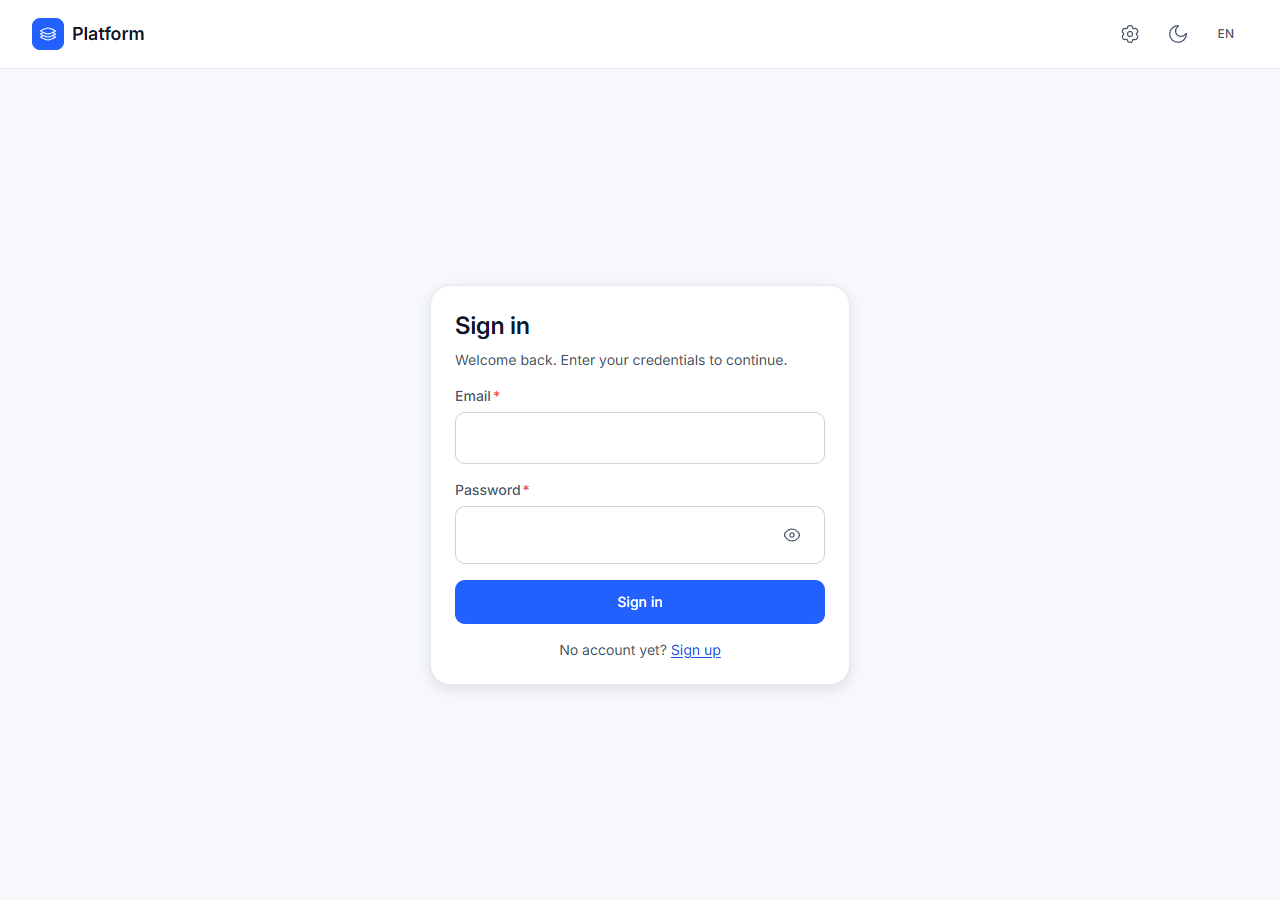 Platform
EN
Sign in
Welcome back. Enter your credentials to continue.
Email*
Password*
Sign in
No account yet? Sign up